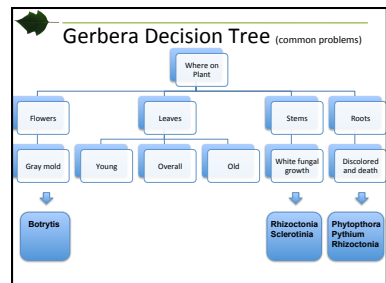 Gerbera Decision Tree (common problems)
Where on
Plant
Flowers
Leaves
Stems
Roots
Gray mold
Young
Overall
Old
White fungal
growth
Discolored
and death
Botrytis
Rhizoctonia
Sclerotinia
Phytopthora
Pythium
Rhizoctonia